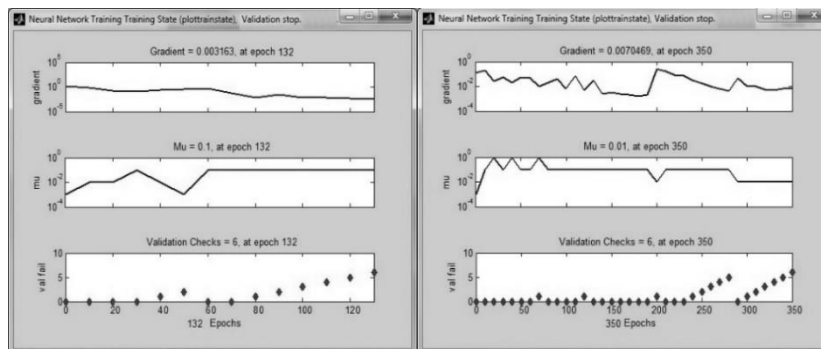 Neural Network Training Training State (plottrainstate), Validation stop.
Gradient = 0.003163, at epoch 132
gradient
10^5
10^0
10^-5
Mu = 0.1, at epoch 132
mu
10^0
10^-2
10^-4
Validation Checks = 6, at epoch 132
val fail
10
5
0
0 20 40 60 80 100 120
132 Epochs
Neural Network Training Training State (plottrainstate), Validation stop.
Gradient = 0.0070469, at epoch 350
gradient
10^0
10^-2
10^-4
Mu = 0.01, at epoch 350
mu
10^0
10^-2
10^-4
Validation Checks = 6, at epoch 350
val fail
10
5
0
0 50 100 150 200 250 300 350
350 Epochs